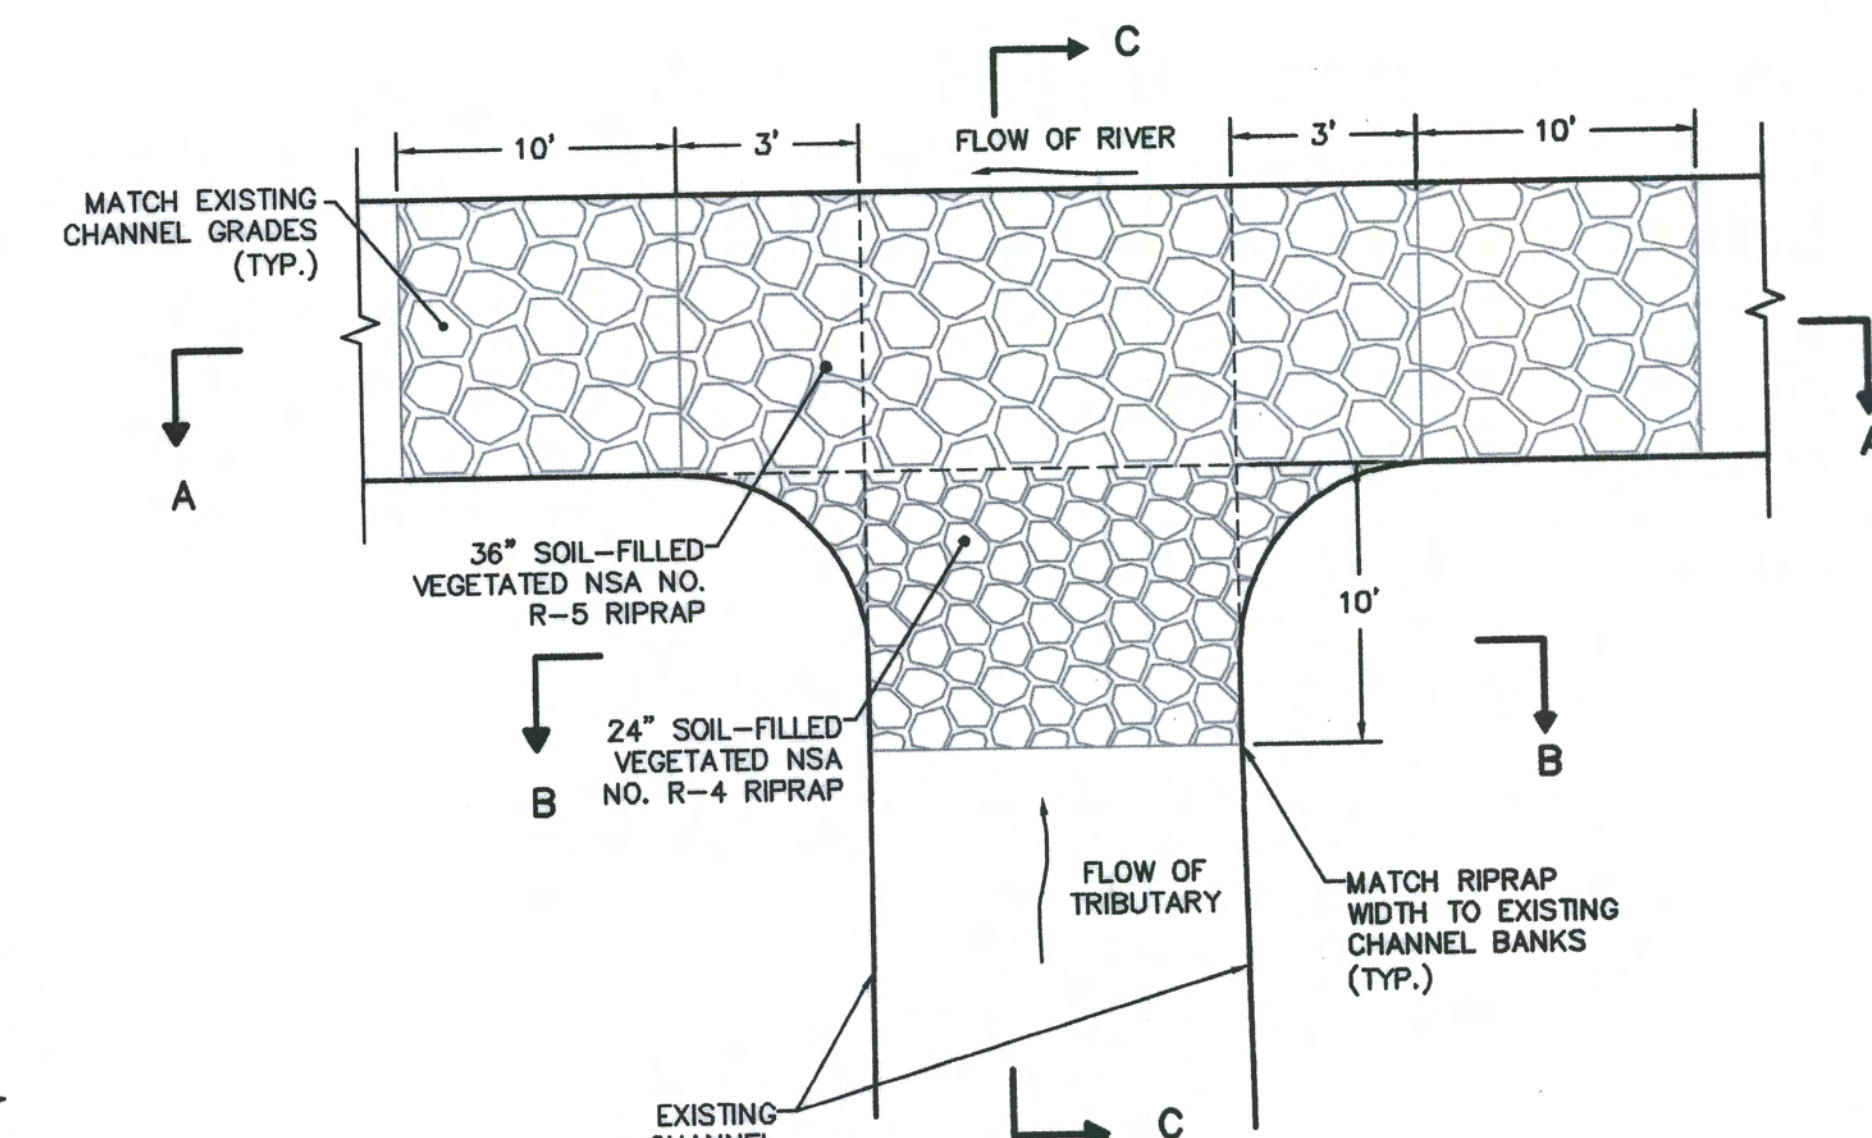 C
10'
3'
FLOW OF RIVER
3'
10'
MATCH EXISTING
CHANNEL GRADES
(TYP.)
A
A
36" SOIL-FILLED
VEGETATED NSA NO.
R-5 RIPRAP
10'
24" SOIL-FILLED
VEGETATED NSA
NO. R-4 RIPRAP
B
B
FLOW OF
TRIBUTARY
MATCH RIPRAP
WIDTH TO EXISTING
CHANNEL BANKS
(TYP.)
EXISTING
CHANNEL
C